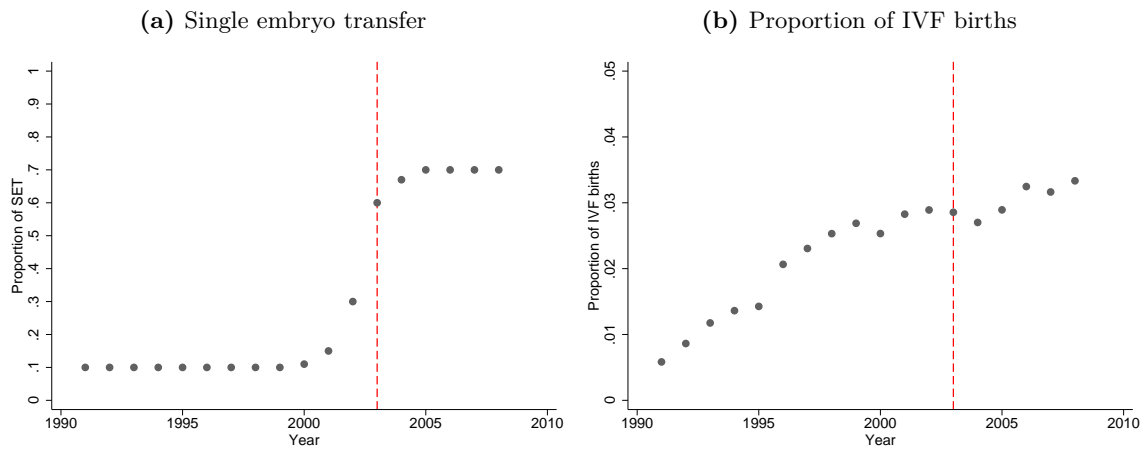 (a) Single embryo transfer
Proportion of SET
1
.9
.8
.7
.6
.5
.4
.3
.2
.1
0
1990 1995 2000 2005 2010
Year
(b) Proportion of IVF births
Proportion of IVF births
.05
.04
.03
.02
.01
0
1990 1995 2000 2005 2010
Year